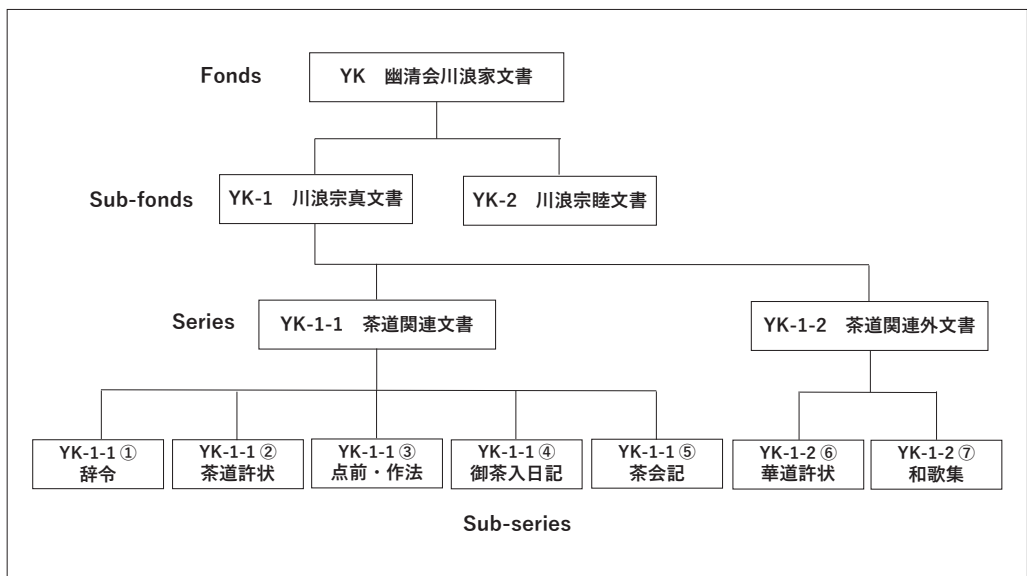 Fonds
YK 幽清会川浪家文書
Sub-fonds
YK-1 川浪宗真文書
YK-2 川浪宗睦文書
Series
YK-1-1 茶道関連文書
YK-1-2 茶道関連外文書
YK-1-1 ①
辞令
YK-1-1 ②
茶道許状
YK-1-1 ③
点前・作法
YK-1-1 ④
御茶入日記
YK-1-1 ⑤
茶会記
YK-1-2 ⑥
華道許状
YK-1-2 ⑦
和歌集
Sub-series